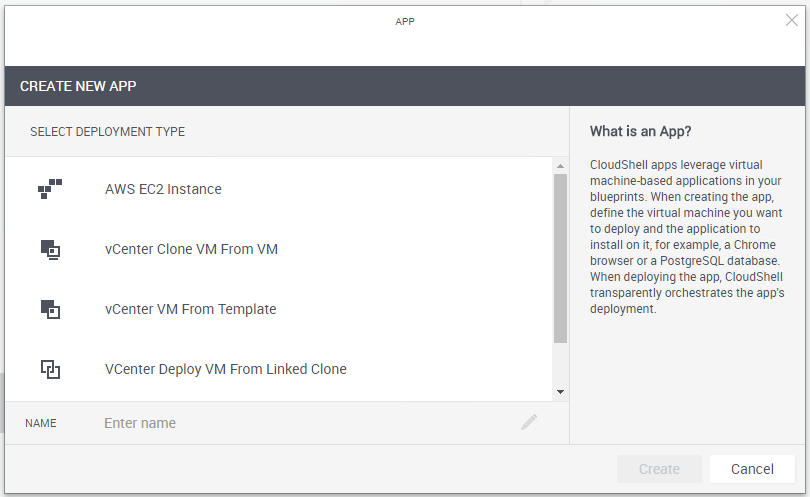 APP
CREATE NEW APP
SELECT DEPLOYMENT TYPE
AWS EC2 Instance
vCenter Clone VM From VM
vCenter VM From Template
VCenter Deploy VM From Linked Clone
NAME
Enter name
What is an App?
CloudShell apps leverage virtual
machine-based applications in your
blueprints. When creating the app,
define the virtual machine you want
to deploy and the application to
install on it, for example, a Chrome
browser or a PostgreSQL database.
When deploying the app, CloudShell
transparently orchestrates the app's
deployment.
Create
Cancel